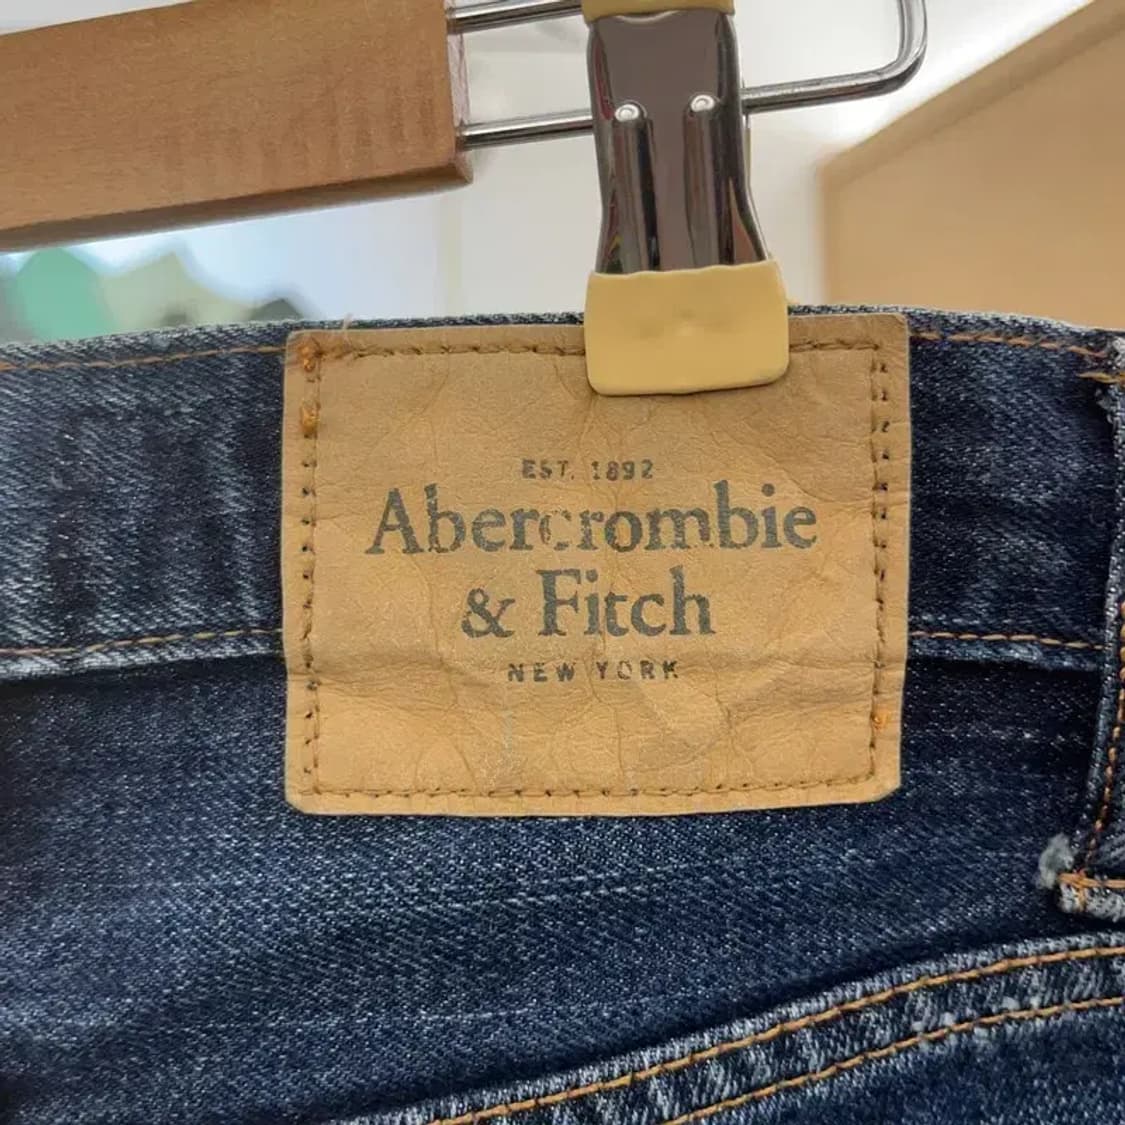 EST. 1892
Abercrombie
& Fitch
NEW YORK